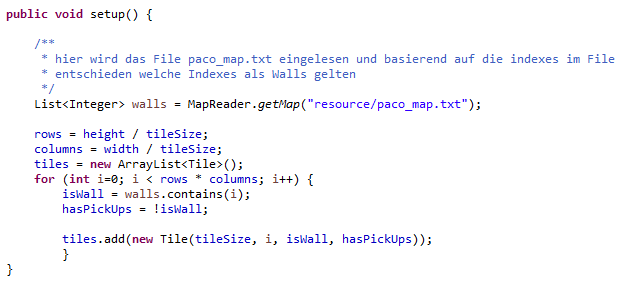 public void setup() {
/**
* hier wird das File paco_map.txt eingelesen und basierend auf die indexes im File
* entschieden welche Indexes als Walls gelten
*/
List<Integer> walls = MapReader.getMap("resource/paco_map.txt");
rows = height / tileSize;
columns = width / tileSize;
tiles = new ArrayList<Tile>();
for (int i=0; i < rows * columns; i++) {
isWall = walls.contains(i);
hasPickUps = !isWall;
tiles.add(new Tile(tileSize, i, isWall, hasPickUps));
}
}